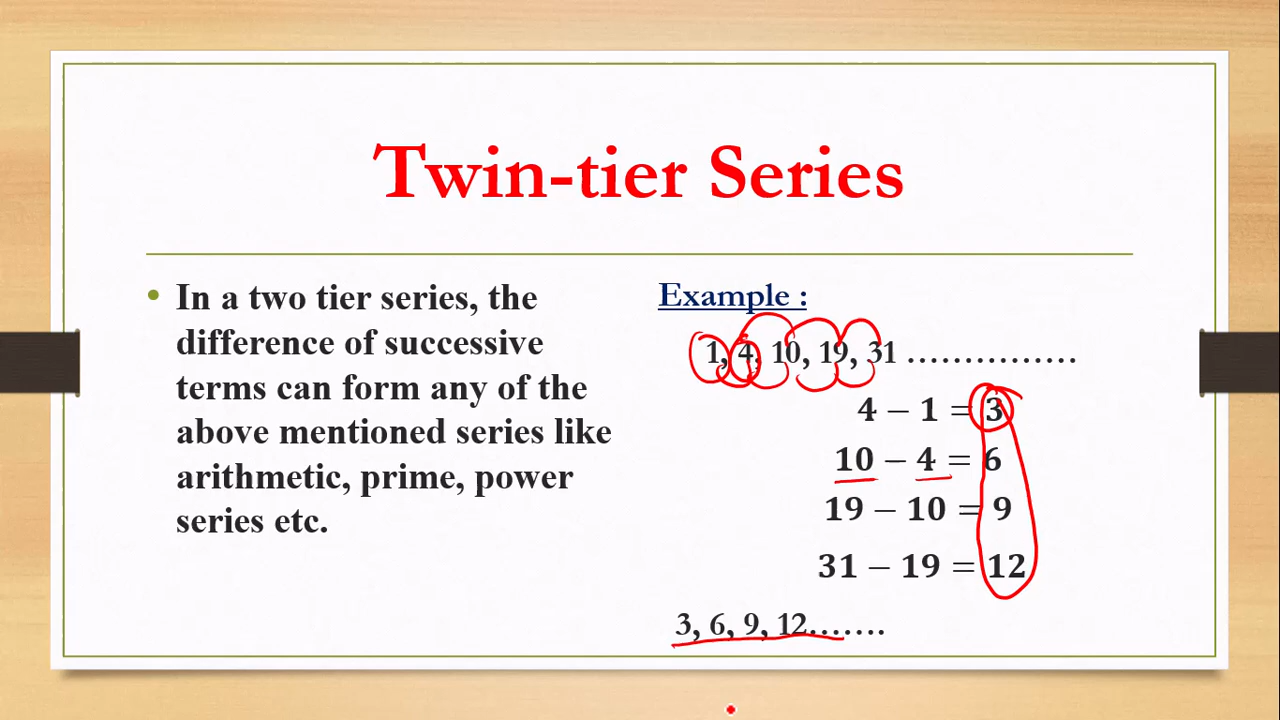 Twin-tier Series
• In a two tier series, the
difference of successive
terms can form any of the
above mentioned series like
arithmetic, prime, power
series etc.
Example :
1, 4, 10, 19, 31 ……………
4 − 1 = 3
10 − 4 = 6
19 − 10 = 9
31 − 19 = 12
3, 6, 9, 12…….